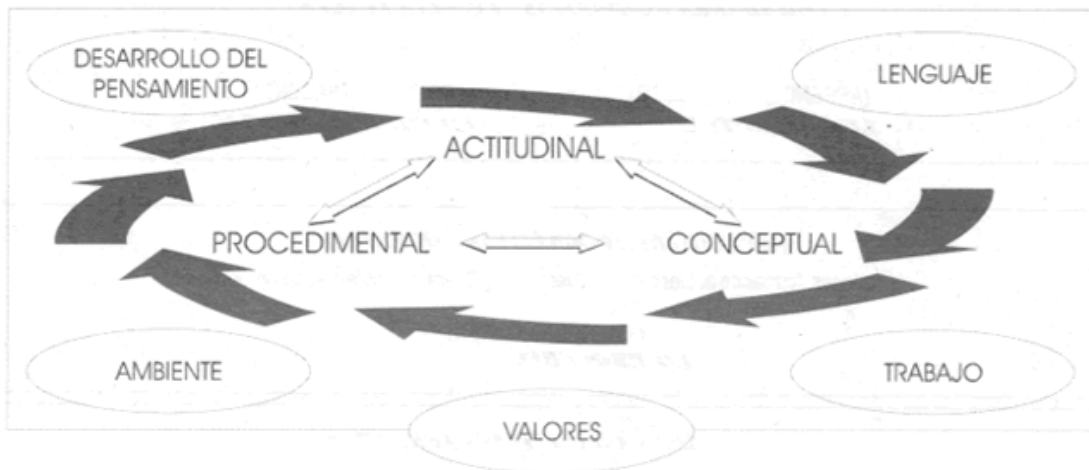 DESARROLLO DEL
PENSAMIENTO
LENGUAJE
ACTITUDINAL
PROCEDIMENTAL
CONCEPTUAL
AMBIENTE
TRABAJO
VALORES